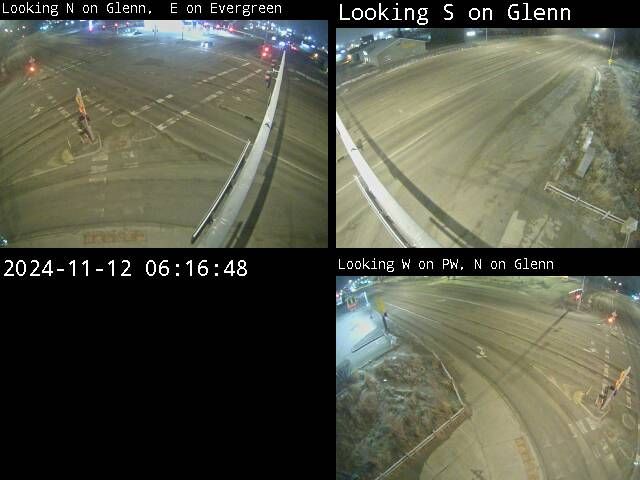 Looking N on Glenn,  E on Evergreen
Looking S on Glenn
2024-11-12 06:16:48
Looking W on PW, N on Glenn